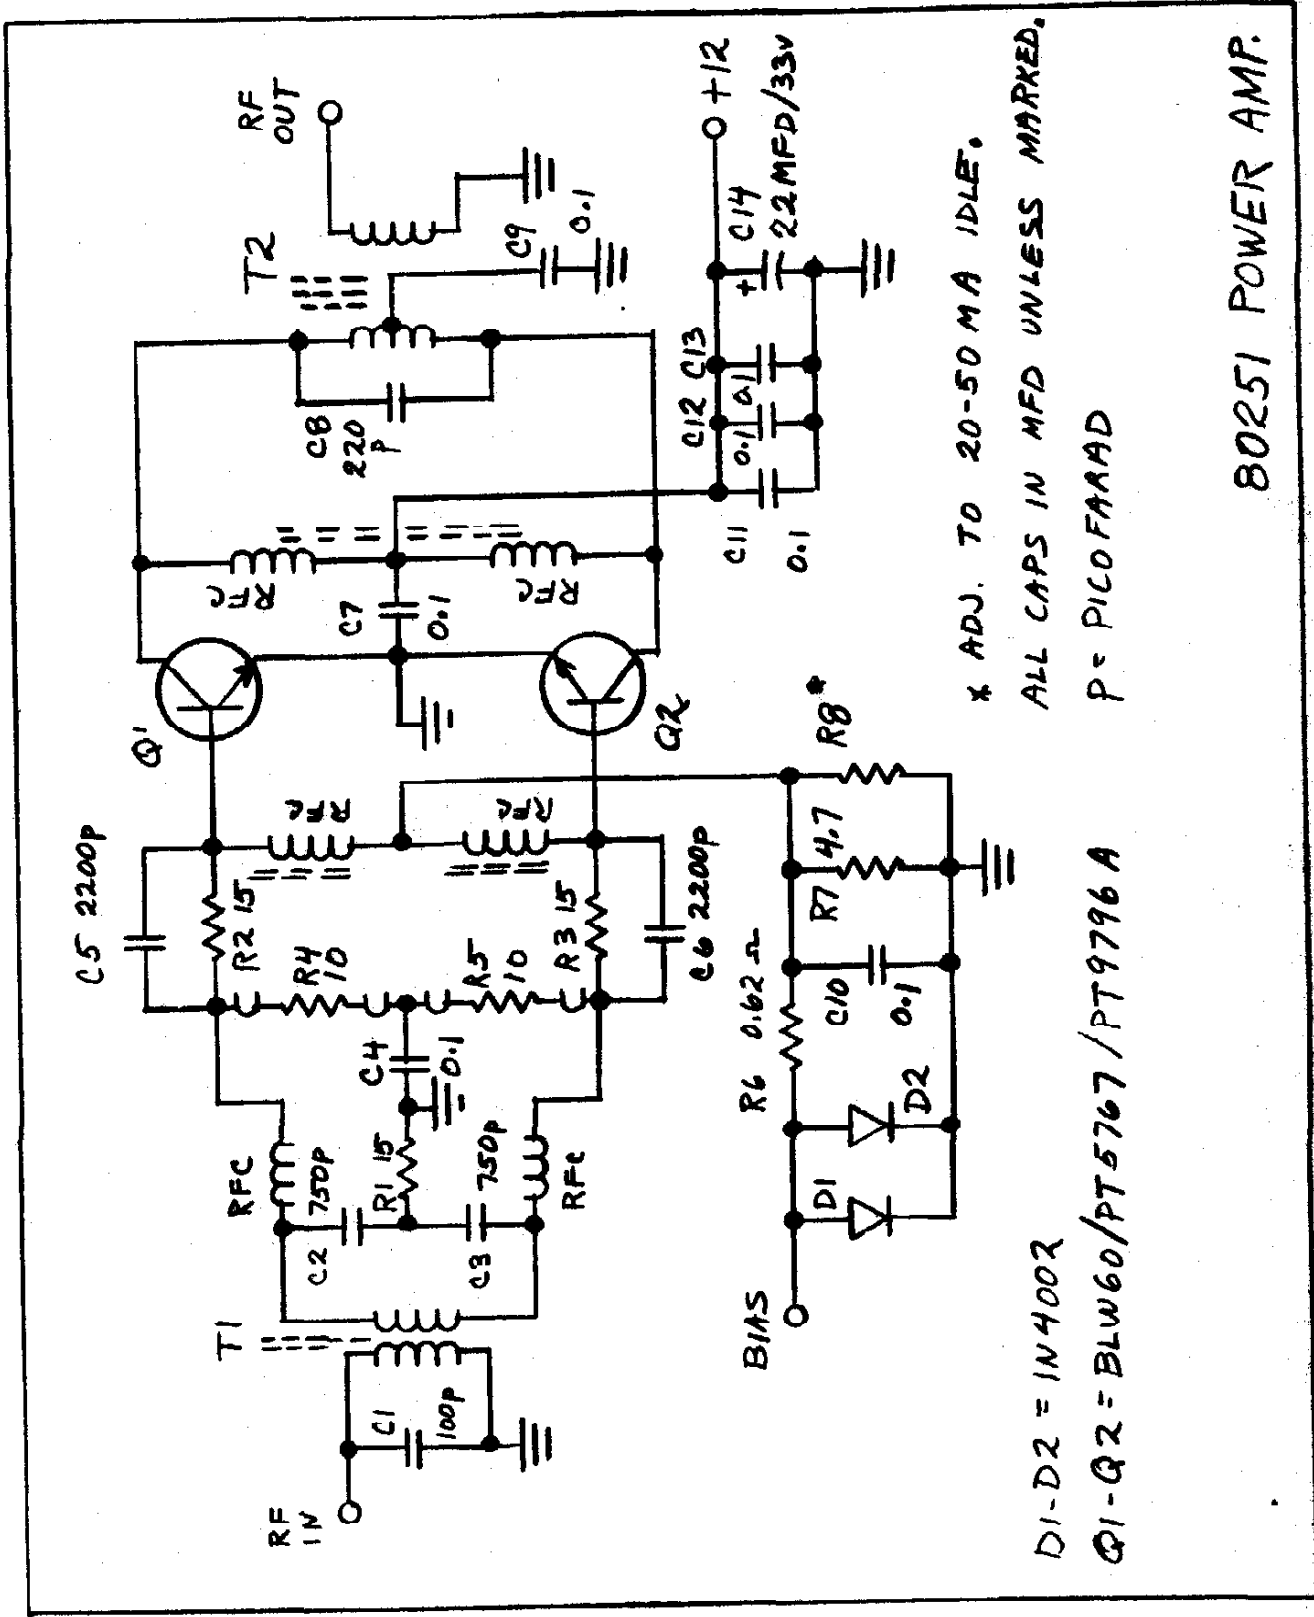 RF
IN
C1
100p
T1
RFC
C2
750p
R1 15
C3
750p
RFC
C4
0.1
C5 2200p
R2 15
R4
10
R5
10
R3 15
C6 2200p
RFC
RFC
Q1
Q2
C7
0.1
RFC
RFC
C8
220
P
T2
RF
OUT
C9
0.1
C11
0.1
C12
0.1
C13
0.1
C14
22MFD/33V
+
+12
BIAS
D1
D2
R6 0.62 Ω
C10
0.1
R7 4.7
R8*
D1-D2 = IN4002
Q1-Q2 = BLW60/PT5767/PT9796A
* ADJ. TO 20-50 MA IDLE.
ALL CAPS IN MFD UNLESS MARKED.
P = PICOFARAD
80251 POWER AMP.